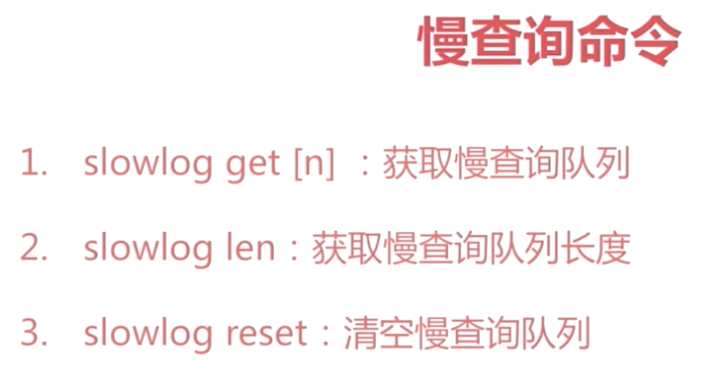 慢查询命令
1. slowlog get [n] ：获取慢查询队列
2. slowlog len：获取慢查询队列长度
3. slowlog reset：清空慢查询队列